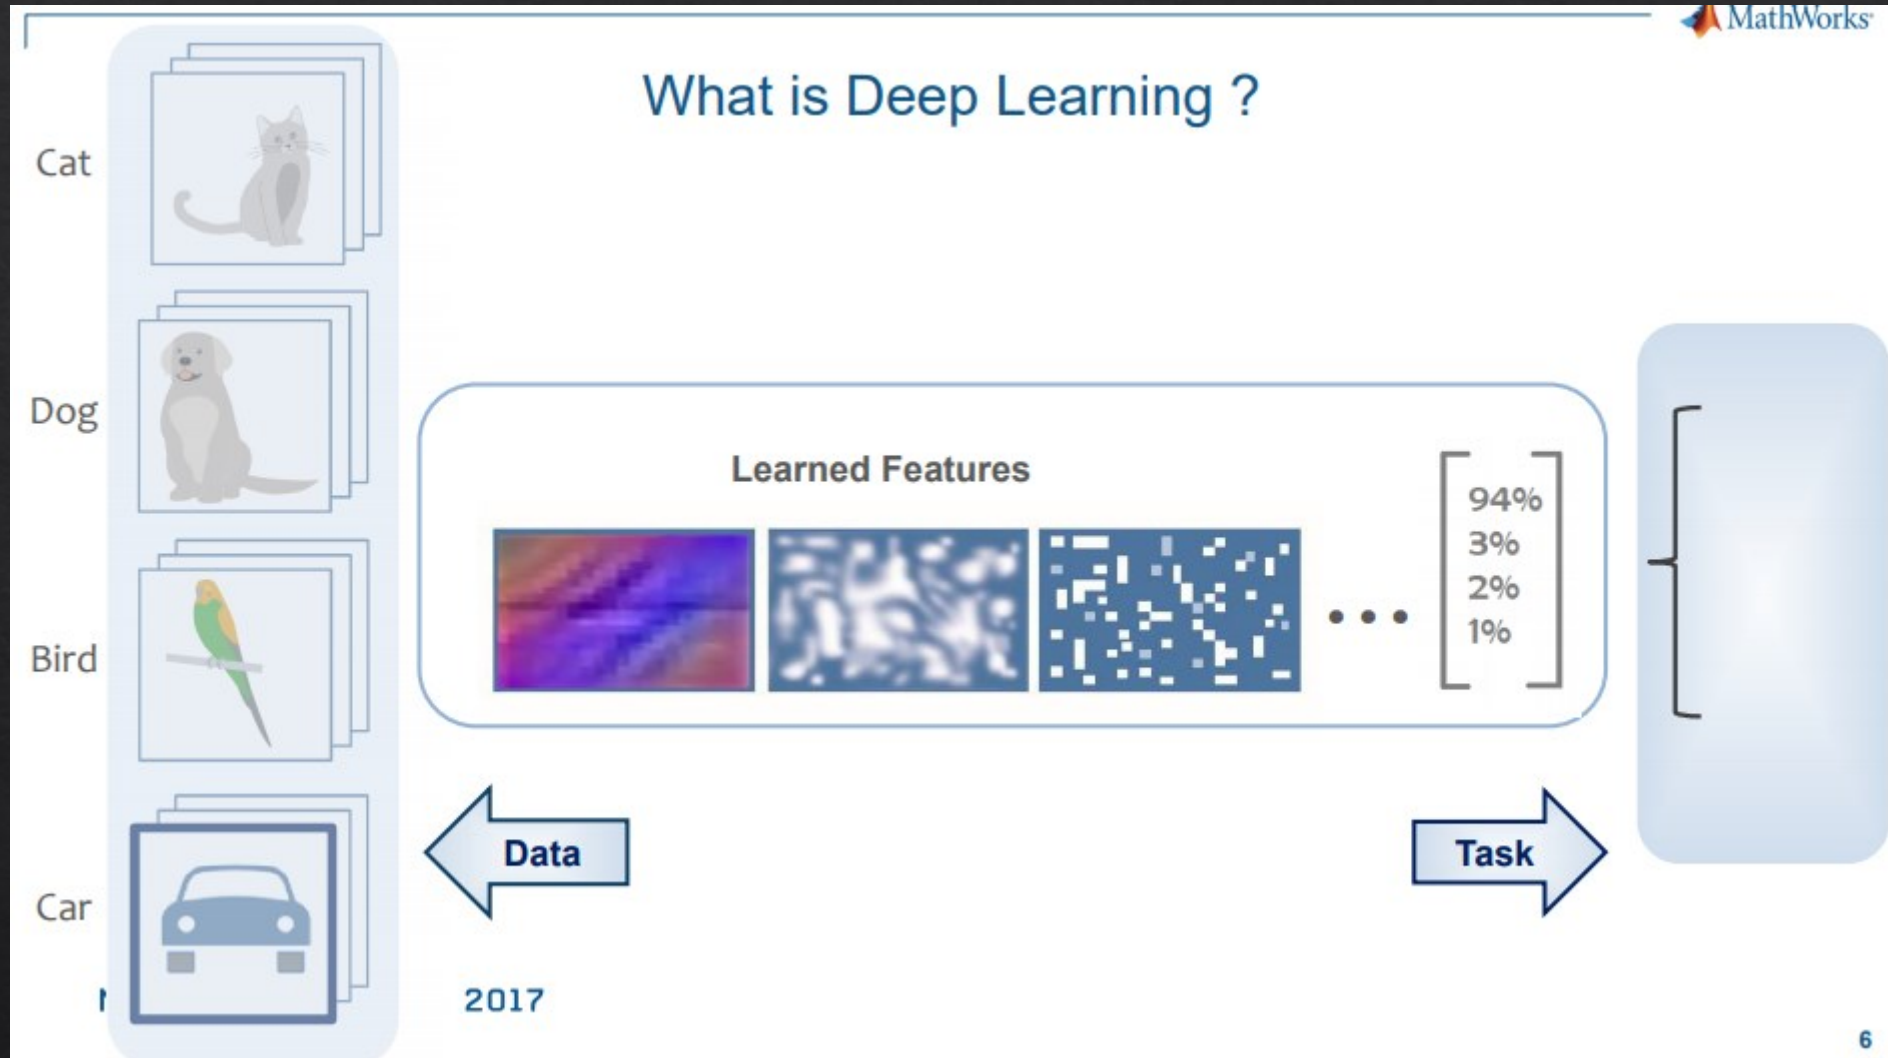 MathWorks
What is Deep Learning ?
Cat
Dog
Bird
Car
Learned Features
94%
3%
2%
1%
Data
Task
2017
6